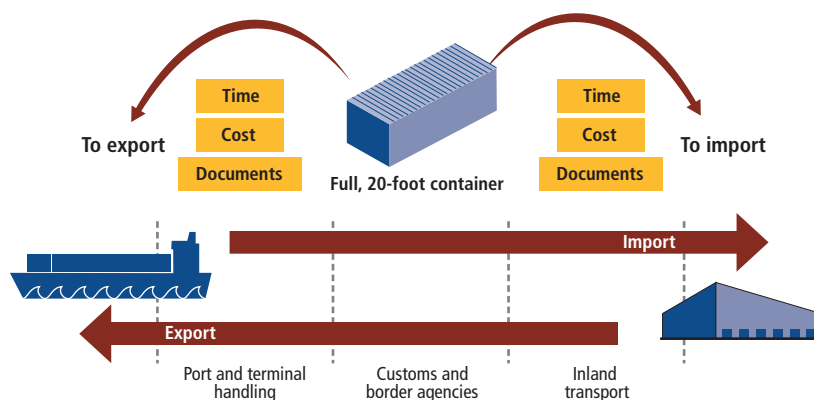 Time
Cost
Documents
To export
Full, 20-foot container
Time
Cost
Documents
To import
Import
Export
Port and terminal
handling
Customs and
border agencies
Inland
transport